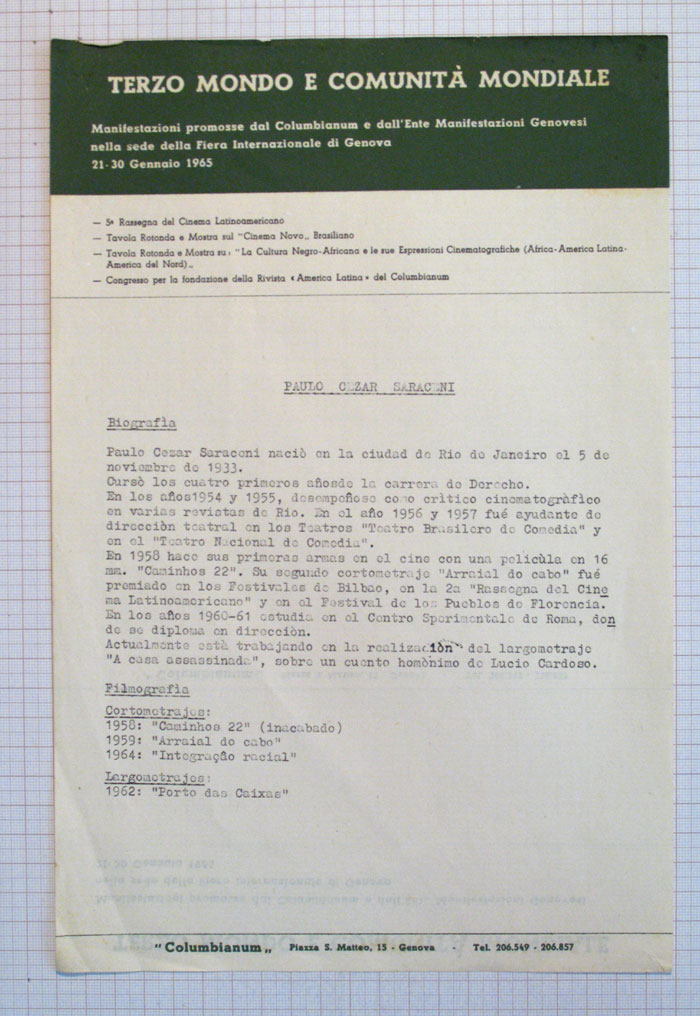 TERZO MONDO E COMUNITÀ MONDIALE
Manifestazioni promosse dal Columbianum e dall'Ente Manifestazioni Genovesi
nella sede della Fiera Internazionale di Genova
21-30 Gennaio 1965
— 5ª Rassegna del Cinema Latinoamericano
— Tavola Rotonda e Mostra sul "Cinema Novo„ Brasiliano
— Tavola Rotonda e Mostra su: "La Cultura Negro-Africana e le sue Espressioni Cinematografiche (Africa-America Latina-
America del Nord)„
— Congresso per la fondazione della Rivista «America Latina» del Columbianum
PAULO CEZAR SARACENI
Biografìa
Paulo Cezar Saraceni naciò en la ciudad de Rio de Janeiro el 5 de
noviembre de 1933.
Cursò los cuatro primeros añosde la carrera de Derecho.
En los años1954 y 1955, desempeñose como crìtico cinematogràfico
en varias revistas de Rio. En el año 1956 y 1957 fué ayudante de
direcciòn teatral en los Teatros "Teatro Brasilero de Comedia" y
en el "Teatro Nacional de Comedia".
En 1958 hace sus primeras armas en el cine con una pelicùla en 16
mm. "Caminhos 22". Su segundo cortometraje "Arraial do cabo" fué
premiado en los Festivales de Bilbao, en la 2a "Rassegna del Cine
ma Latinoamericano" y en el Festival de los Pueblos de Florencia.
En los años 1960-61 estudia en el Centro Sperimentale de Roma, don
de se diploma en direcciòn.
Actualmente està trabajando en la realizaciòn del largometraje
"A casa assassinada", sobre un cuento homònimo de Lucio Cardoso.
Filmografìa
Cortometrajes:
1958: "Caminhos 22" (inacabado)
1959: "Arraial do cabo"
1964: "Integração racial"
Largometrajes:
1962: "Porto das Caixas"
"Columbianum„ Piazza S. Matteo, 15 - Genova - Tel. 206.549 - 206.857